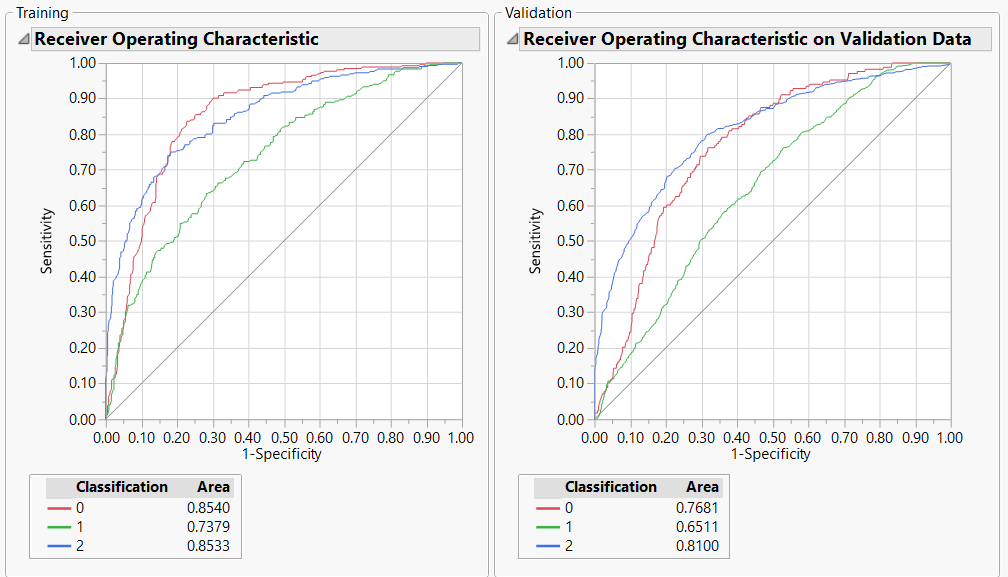 Training
Receiver Operating Characteristic
1.00
0.90
0.80
0.70
0.60
0.50
0.40
0.30
0.20
0.10
0.00
Sensitivity
0.00 0.10 0.20 0.30 0.40 0.50 0.60 0.70 0.80 0.90 1.00
1-Specificity
Classification Area
0 0.8540
1 0.7379
2 0.8533
Validation
Receiver Operating Characteristic on Validation Data
1.00
0.90
0.80
0.70
0.60
0.50
0.40
0.30
0.20
0.10
0.00
Sensitivity
0.00 0.10 0.20 0.30 0.40 0.50 0.60 0.70 0.80 0.90 1.00
1-Specificity
Classification Area
0 0.7681
1 0.6511
2 0.8100